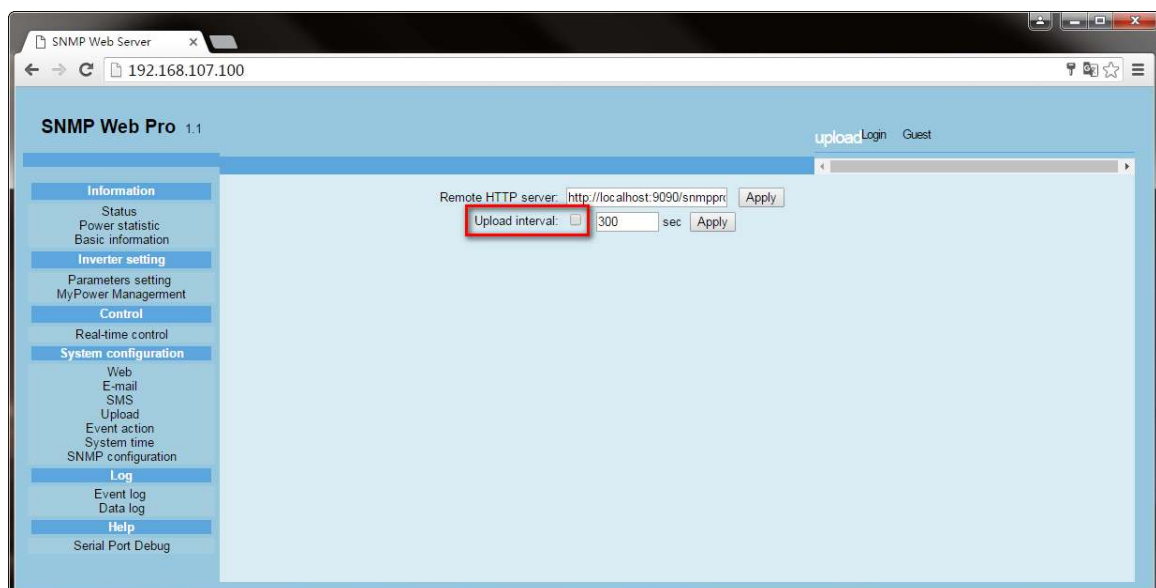 SNMP Web Server
192.168.107.100
SNMP Web Pro 1.1
upload Login Guest
Information
Status
Power statistic
Basic information
Inverter setting
Parameters setting
MyPower Managerment
Control
Real-time control
System configuration
Web
E-mail
SMS
Upload
Event action
System time
SNMP configuration
Log
Event log
Data log
Help
Serial Port Debug
Remote HTTP server: http://localhost:9090/snmppro Apply
Upload interval: 300 sec Apply